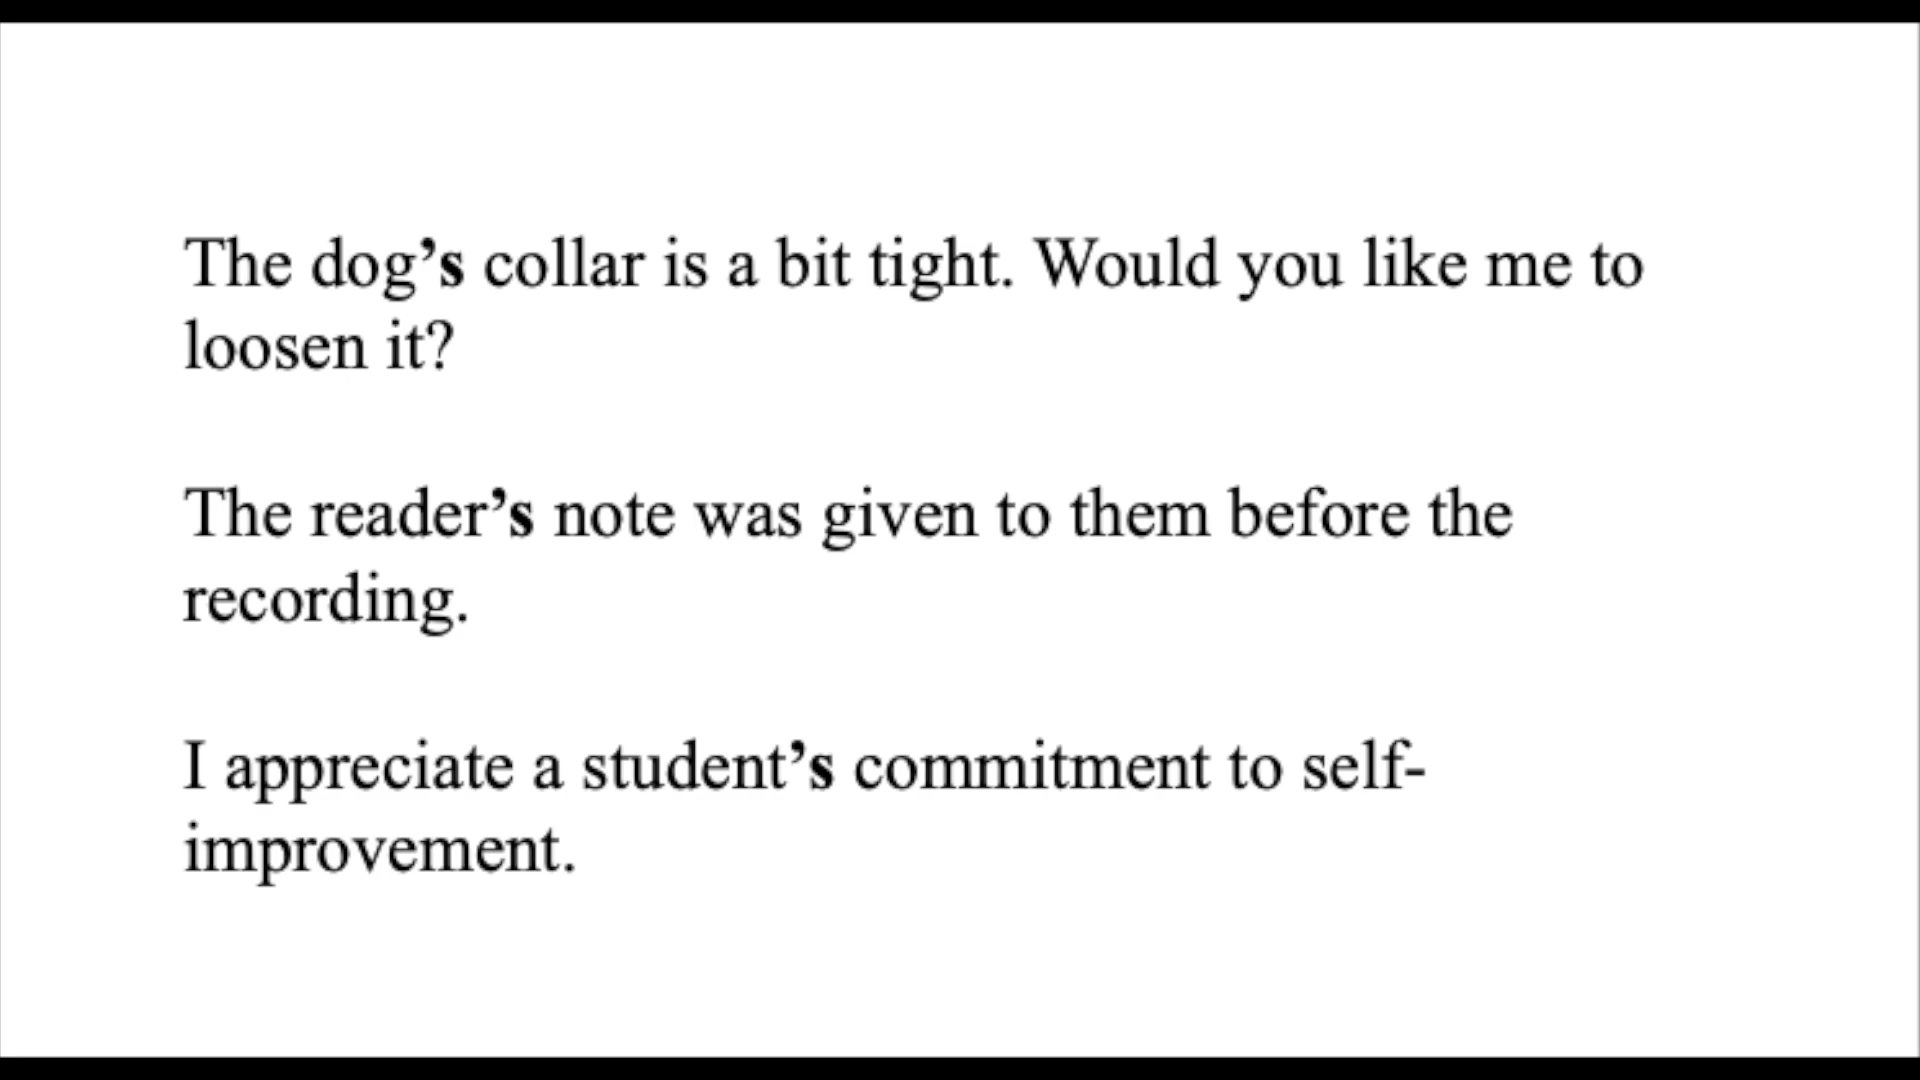 The dog’s collar is a bit tight. Would you like me to
loosen it?
The reader’s note was given to them before the
recording.
I appreciate a student’s commitment to self-
improvement.